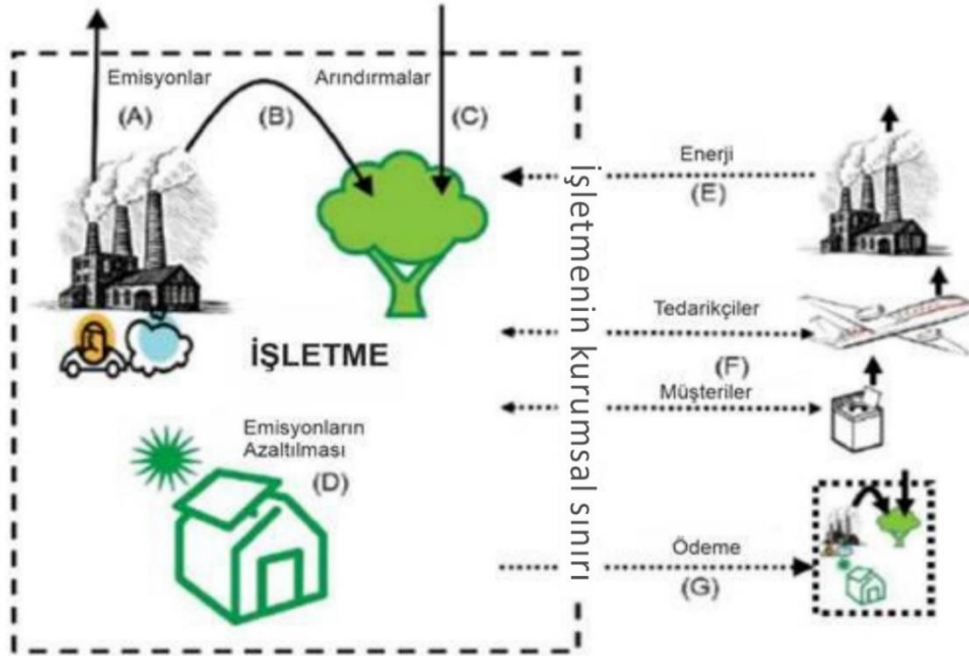 Emisyonlar
(A)
(B)
Arındırmalar
(C)
Enerji
(E)
Tedarikçiler
(F)
Müşteriler
İŞLETME
Emisyonların
Azaltılması
(D)
Ödeme
(G)
İşletmenin kurumsal sınırı